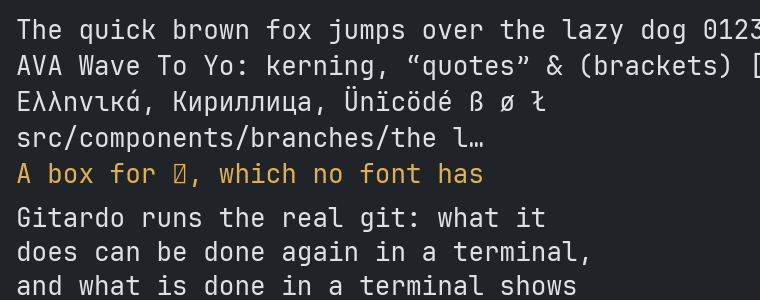 The quick brown fox jumps over the lazy dog 0123
AVA Wave To Yo: kerning, “quotes” & (brackets) [
Ελληνικά, Кириллица, Ünïcödé ß ø ł
src/components/branches/the l…
A box for , which no font has
Gitardo runs the real git: what it
does can be done again in a terminal,
and what is done in a terminal shows